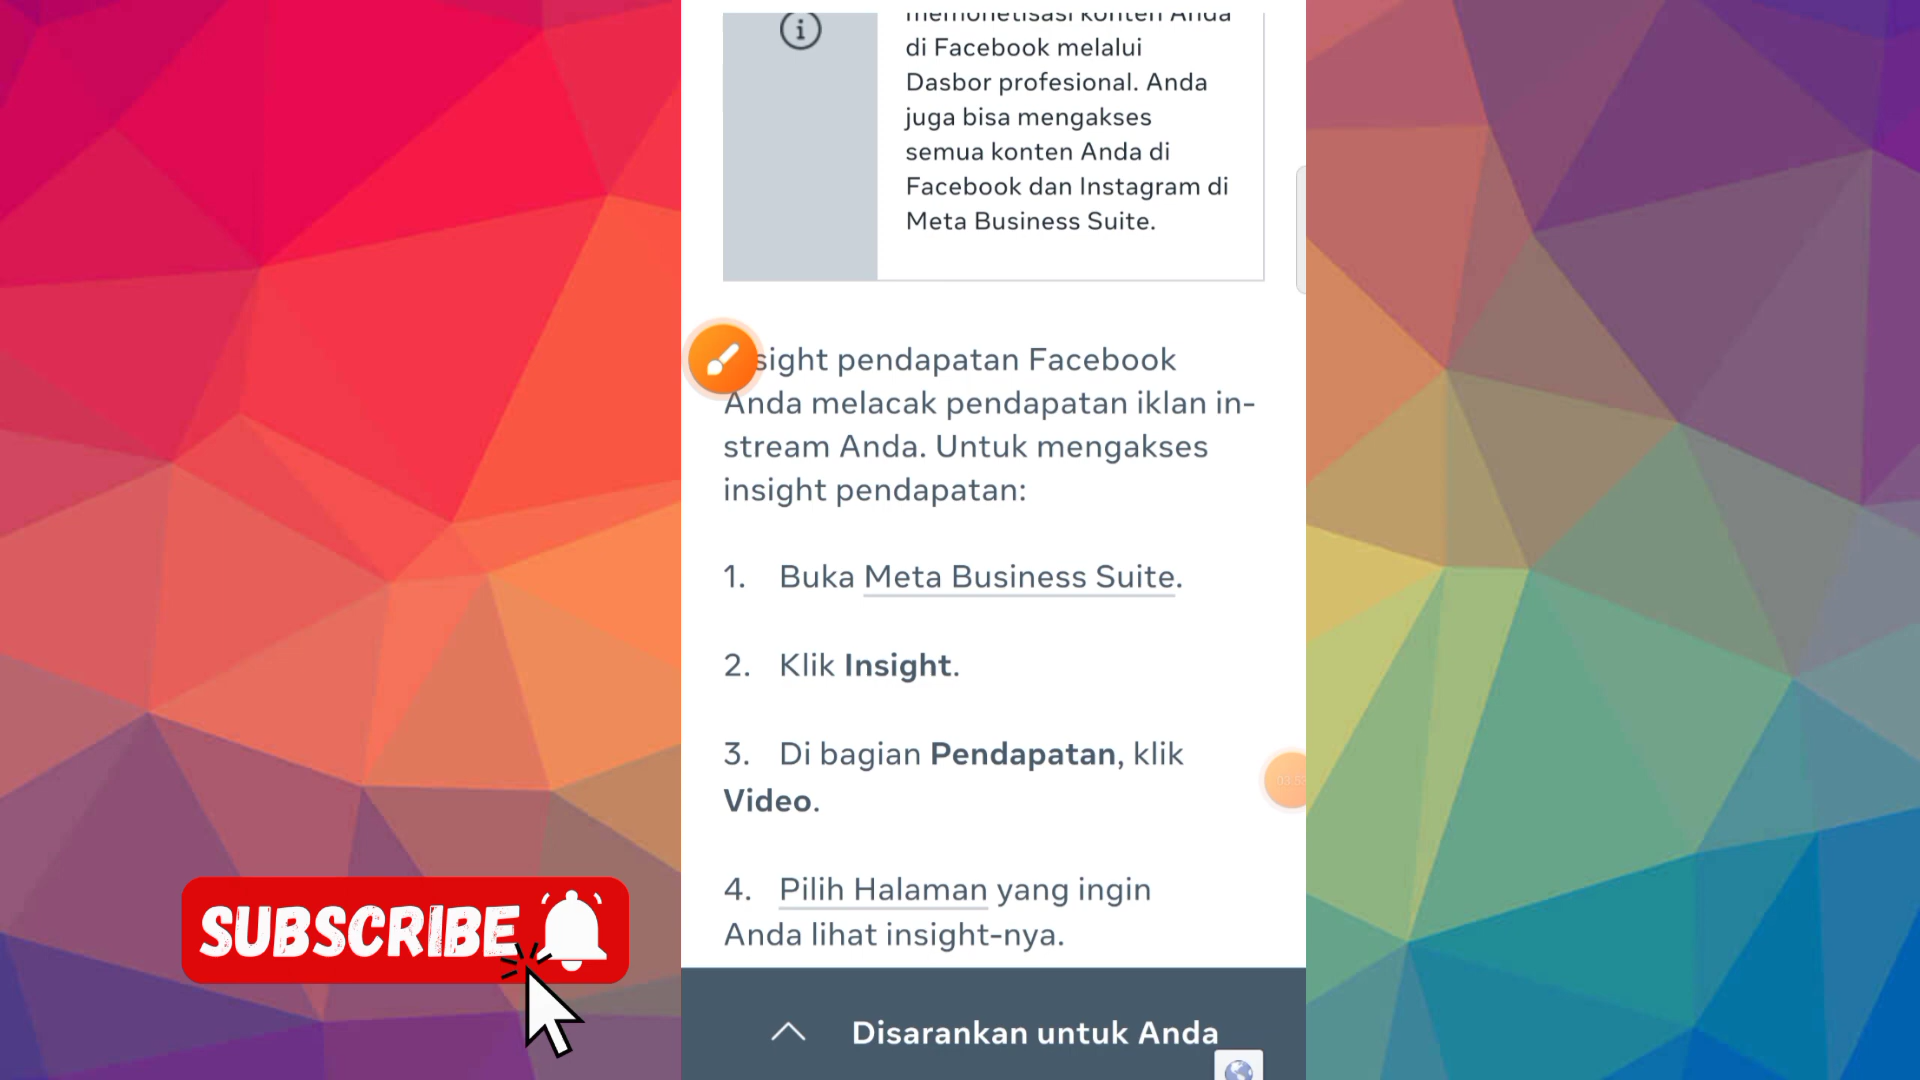 memonetisasi konten Anda
di Facebook melalui
Dasbor profesional. Anda
juga bisa mengakses
semua konten Anda di
Facebook dan Instagram di
Meta Business Suite.
sight pendapatan Facebook
Anda melacak pendapatan iklan in-
stream Anda. Untuk mengakses
insight pendapatan:
1. Buka Meta Business Suite.
2. Klik Insight.
3. Di bagian Pendapatan, klik
Video.
4. Pilih Halaman yang ingin
Anda lihat insight-nya.
SUBSCRIBE
Disarankan untuk Anda